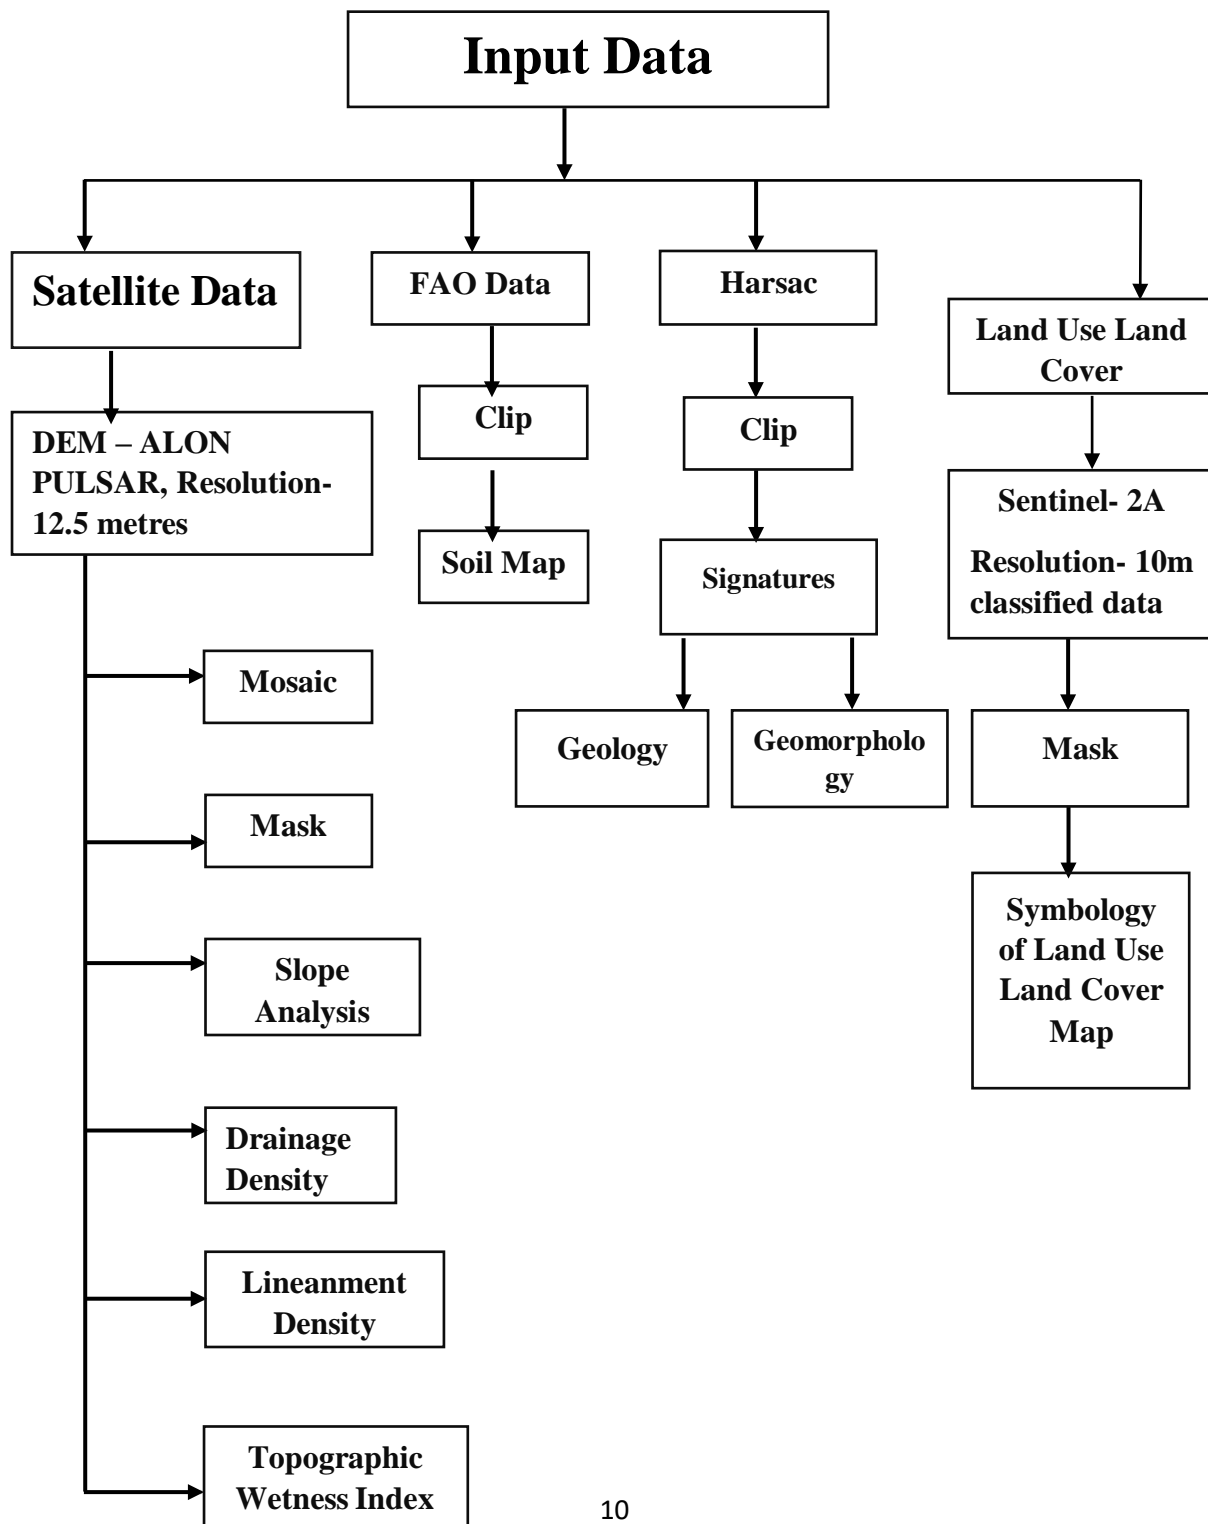 Input Data
Satellite Data
FAO Data
Harsac
Land Use Land
Cover
DEM – ALON
PULSAR, Resolution-
12.5 metres
Clip
Soil Map
Clip
Signatures
Geology
Geomorpholo
gy
Sentinel- 2A
Resolution- 10m
classified data
Mask
Symbology
of Land Use
Land Cover
Map
Mosaic
Mask
Slope
Analysis
Drainage
Density
Lineanment
Density
Topographic
Wetness Index
10